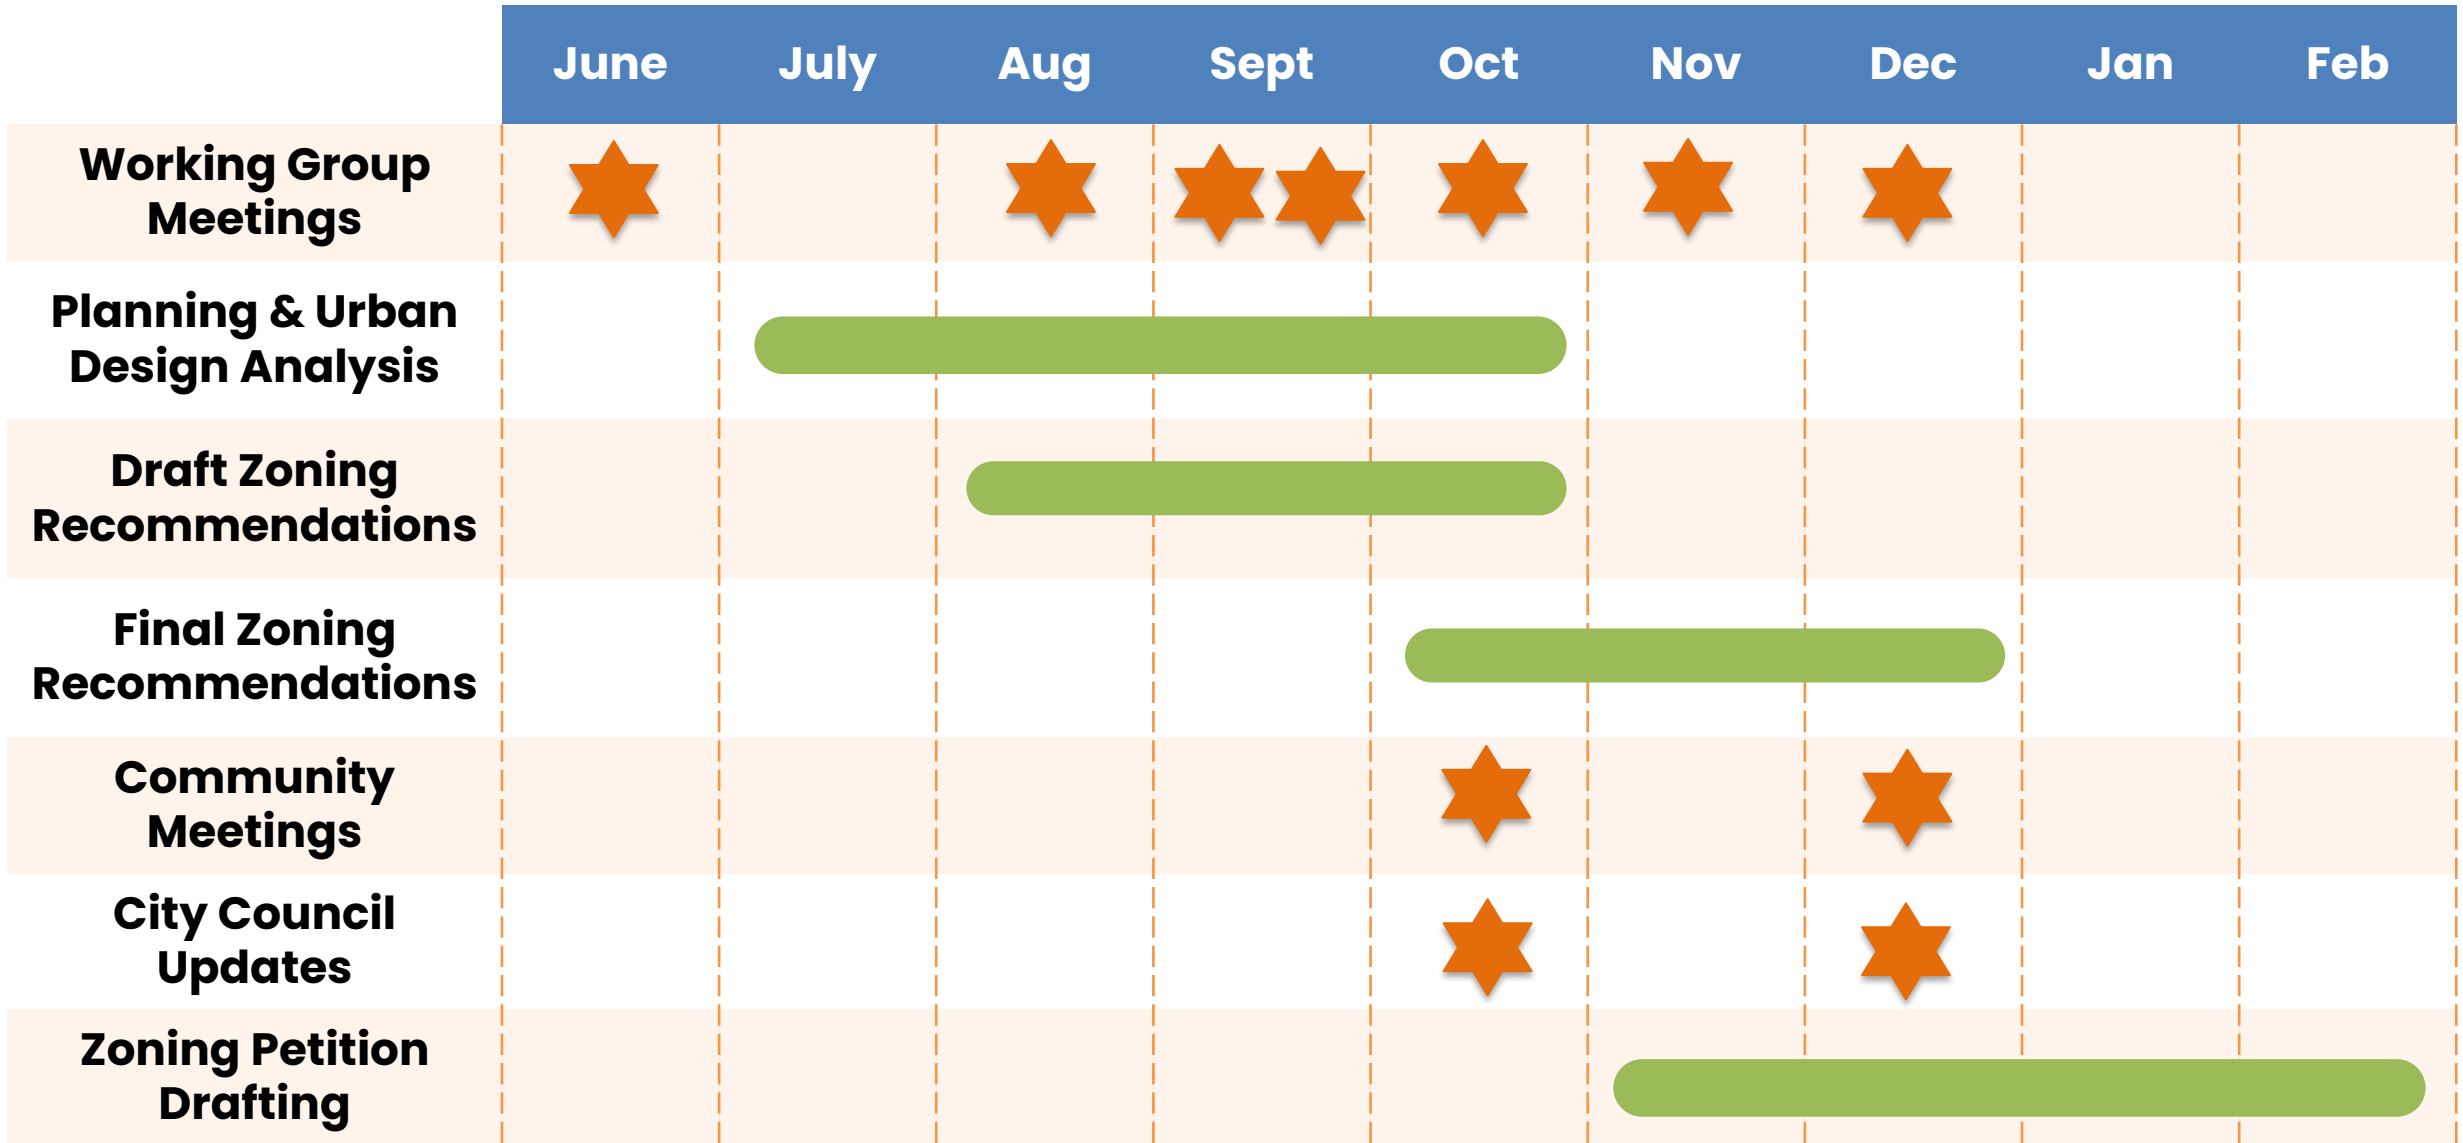 June July Aug Sept Oct Nov Dec Jan Feb
Working Group
Meetings
Planning & Urban
Design Analysis
Draft Zoning
Recommendations
Final Zoning
Recommendations
Community
Meetings
City Council
Updates
Zoning Petition
Drafting